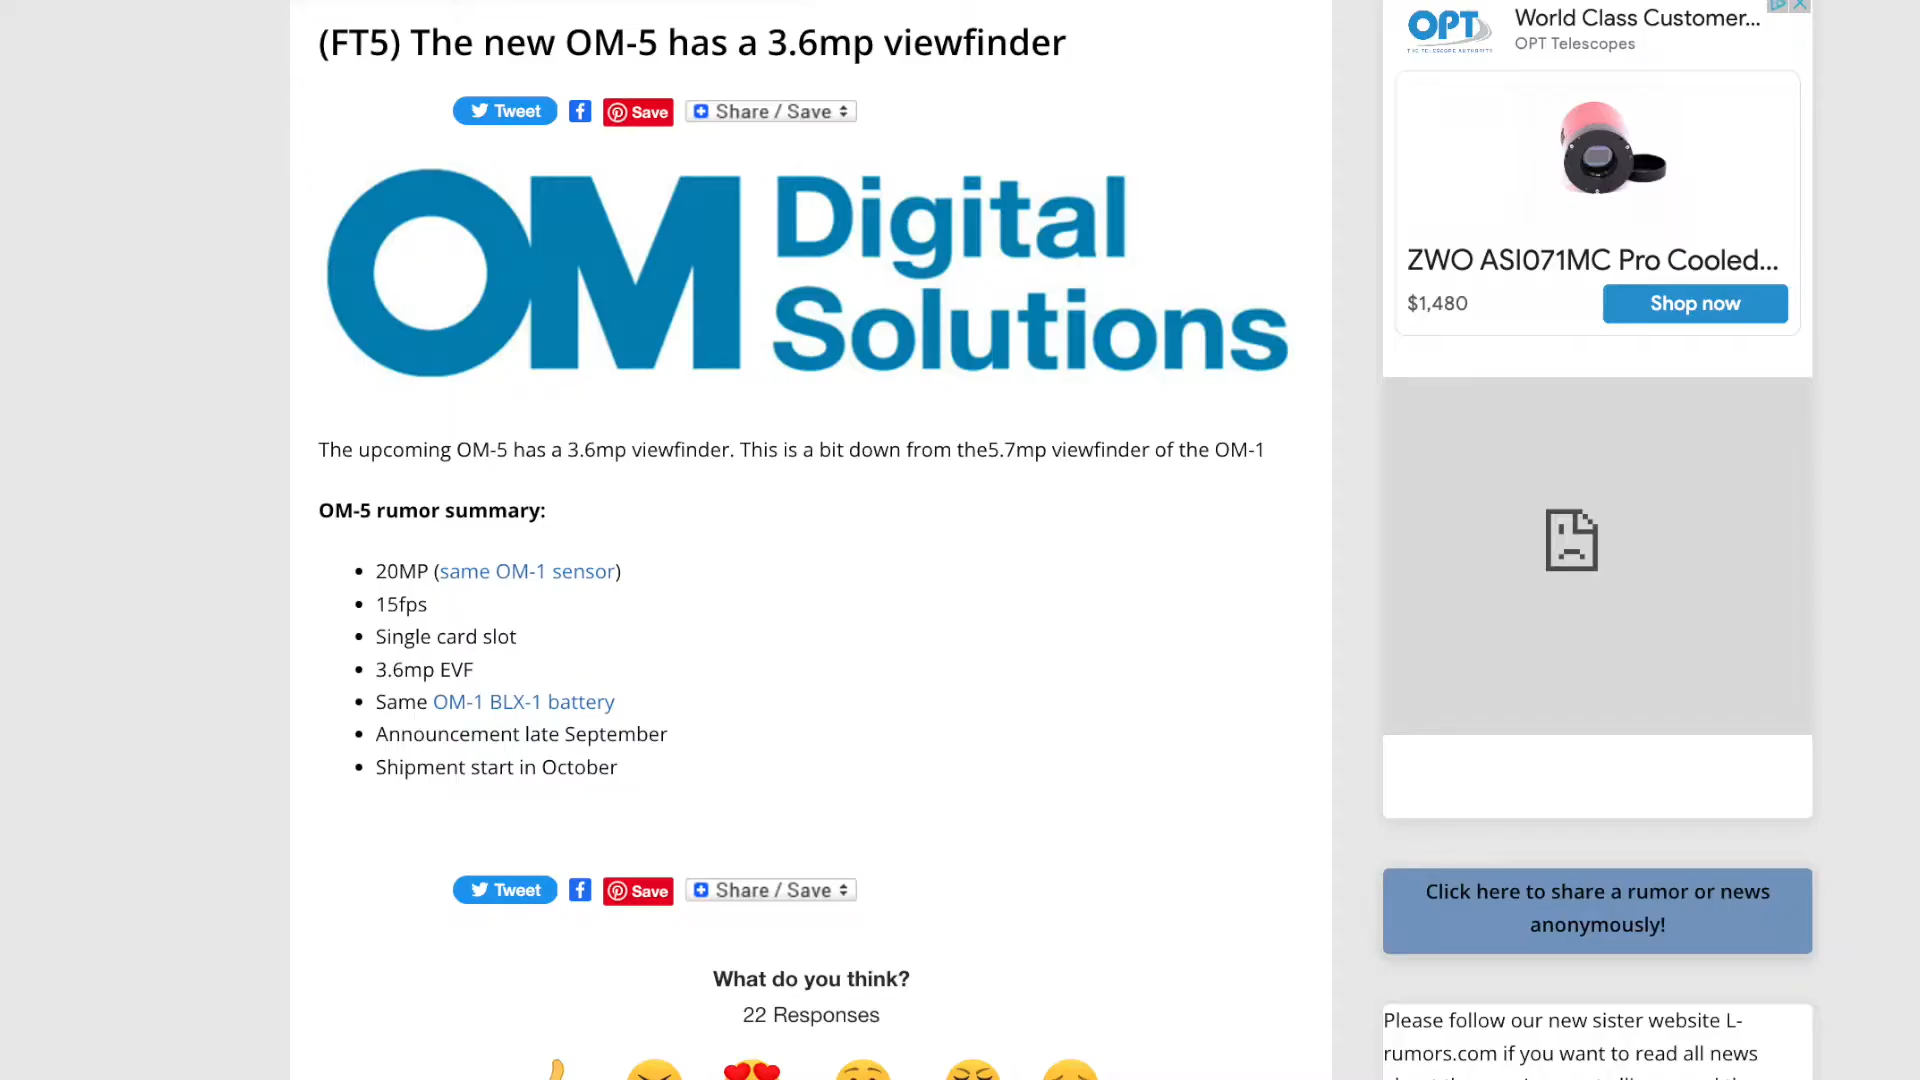 (FT5) The new OM-5 has a 3.6mp viewfinder
Tweet
Save
Share / Save
OM Digital Solutions
The upcoming OM-5 has a 3.6mp viewfinder. This is a bit down from the5.7mp viewfinder of the OM-1
OM-5 rumor summary:
20MP (same OM-1 sensor)
15fps
Single card slot
3.6mp EVF
Same OM-1 BLX-1 battery
Announcement late September
Shipment start in October
Tweet
Save
Share / Save
What do you think?
22 Responses
OPT
THE TELESCOPE AUTHORITY
World Class Customer...
OPT Telescopes
ZWO ASI071MC Pro Cooled...
$1,480
Shop now
Click here to share a rumor or news
anonymously!
Please follow our new sister website L-
rumors.com if you want to read all news